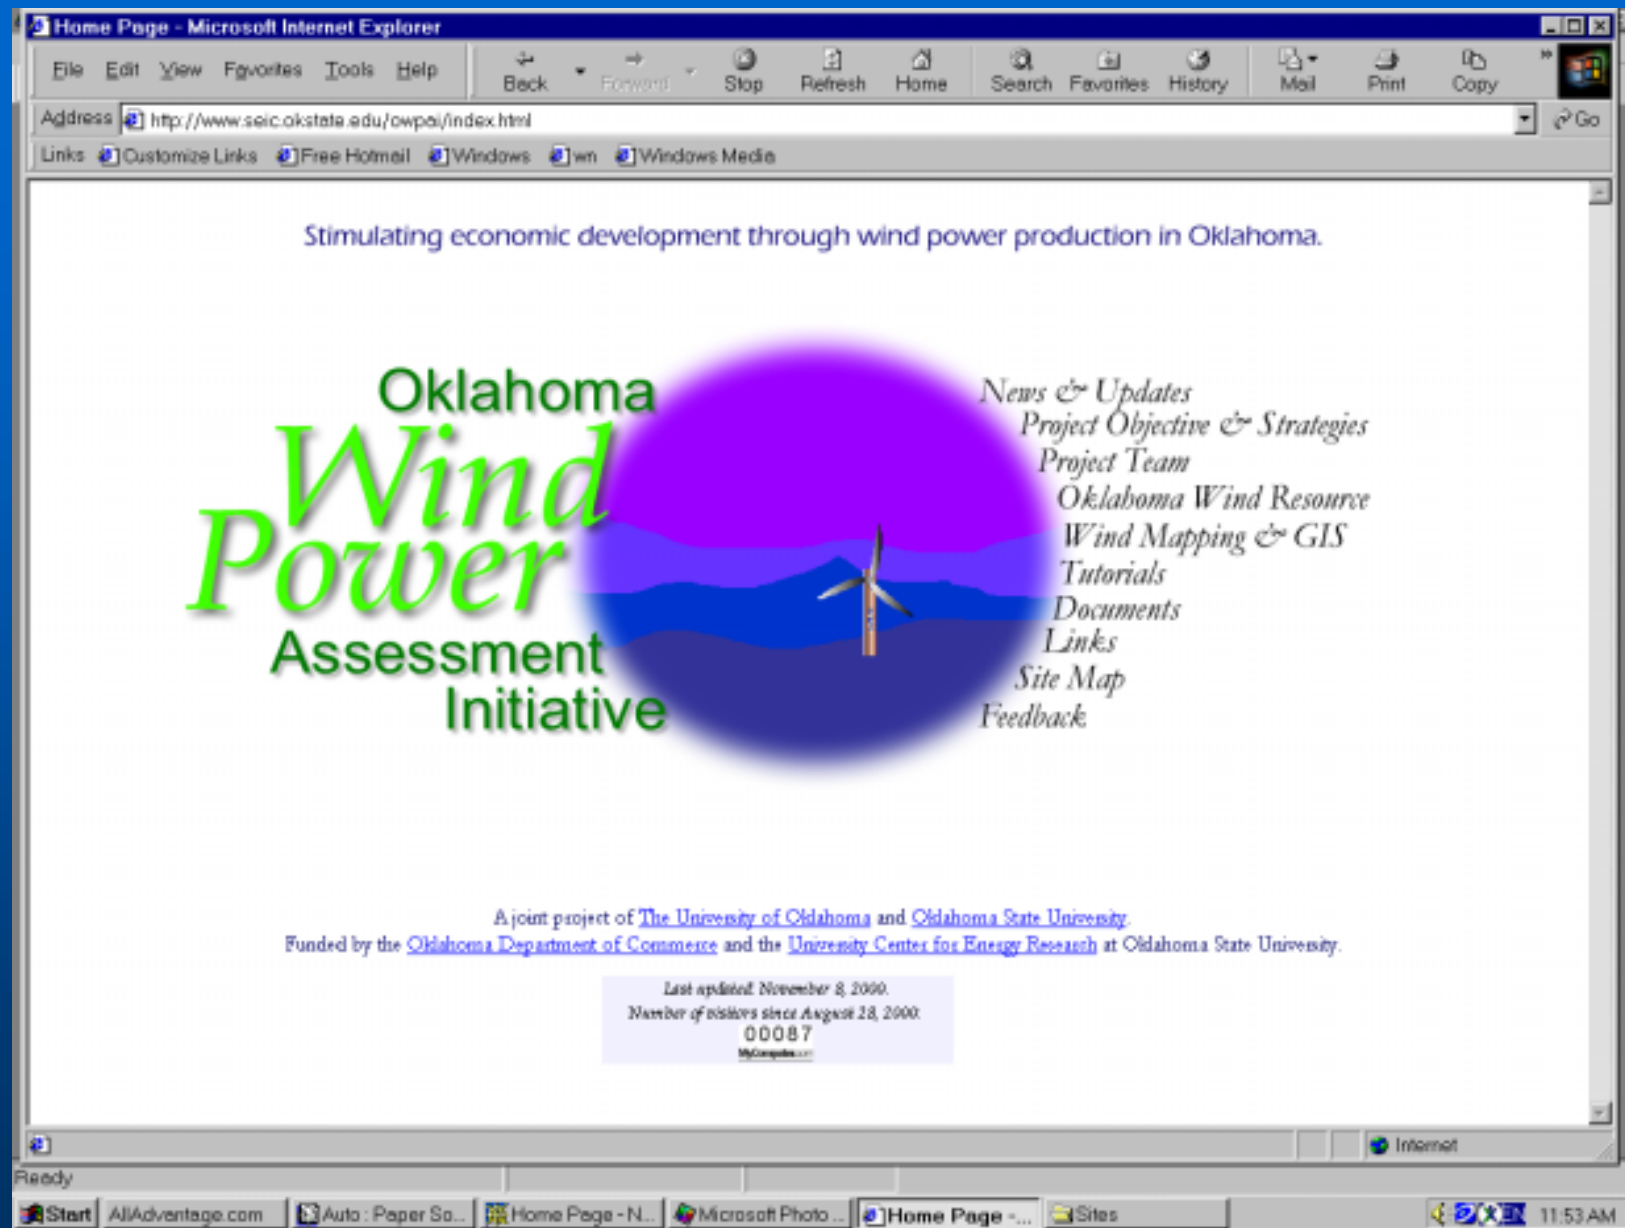 Home Page - Microsoft Internet Explorer
File Edit View Favorites Tools Help Back Forward Stop Refresh Home Search Favorites History Mail Print Copy »
Address http://www.seic.okstate.edu/owpai/index.html Go
Links Customize Links Free Hotmail Windows wn Windows Media
Stimulating economic development through wind power production in Oklahoma.
Oklahoma
Wind
Power
Assessment
Initiative
News & Updates
Project Objective & Strategies
Project Team
Oklahoma Wind Resource
Wind Mapping & GIS
Tutorials
Documents
Links
Site Map
Feedback
A joint project of The University of Oklahoma and Oklahoma State University.
Funded by the Oklahoma Department of Commerce and the University Center for Energy Research at Oklahoma State University.
Last updated: November 8, 2000.
Number of visitors since August 28, 2000:
00087
Internet
Ready
Start AllAdvantage.com Auto : Paper So... Home Page - N... Microsoft Photo ... Home Page -... Sites EN 11:53 AM